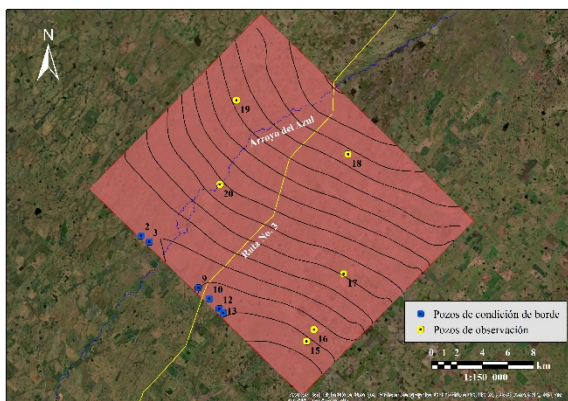 N
19
Arroyo del Azul
18
20
2
3
Ruta No. 3
9
10
12
13
17
16
15
Pozos de condición de borde
Pozos de observación
0 1 2 4 6 8
km
1:150 000